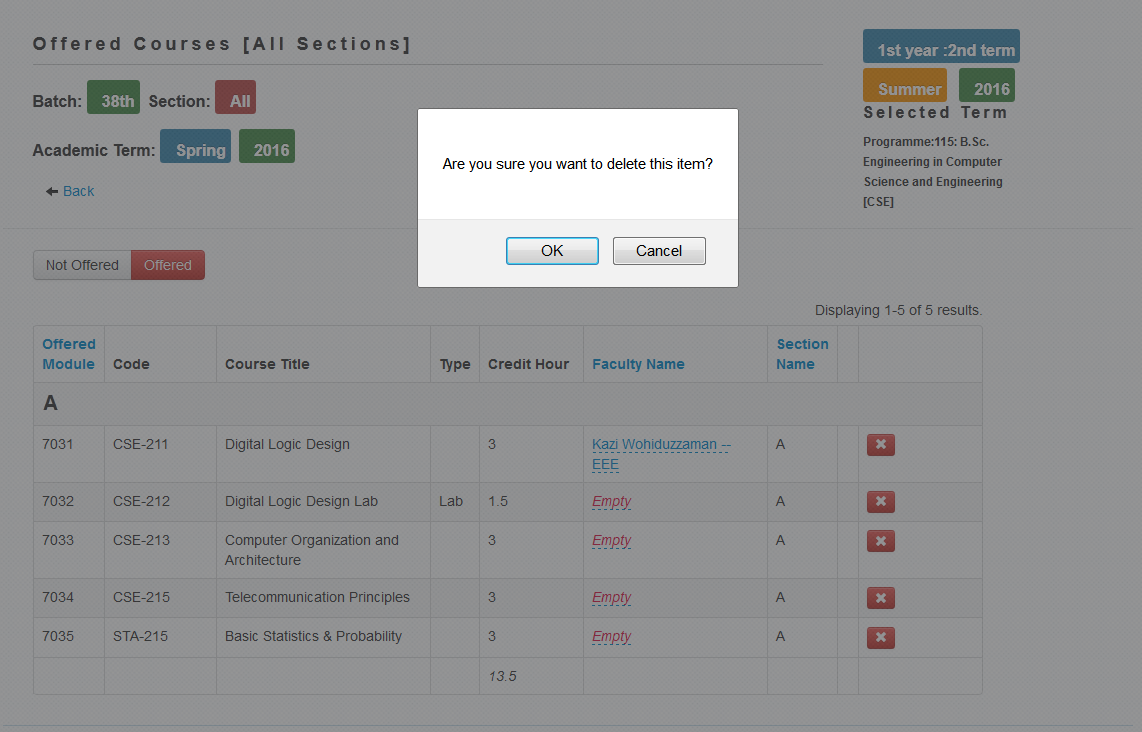 Offered Courses [All Sections]
1st year :2nd term
Summer 2016
Selected Term
Programme:115: B.Sc.
Engineering in Computer
Science and Engineering
[CSE]
Batch: 38th Section: All
Academic Term: Spring 2016
Back
Are you sure you want to delete this item?
OK Cancel
Not Offered Offered
Displaying 1-5 of 5 results.
Offered Module Code Course Title Type Credit Hour Faculty Name Section Name
A
7031 CSE-211 Digital Logic Design 3 Kazi Wohiduzzaman -- EEE A
7032 CSE-212 Digital Logic Design Lab Lab 1.5 Empty A
7033 CSE-213 Computer Organization and Architecture 3 Empty A
7034 CSE-215 Telecommunication Principles 3 Empty A
7035 STA-215 Basic Statistics & Probability 3 Empty A
13.5